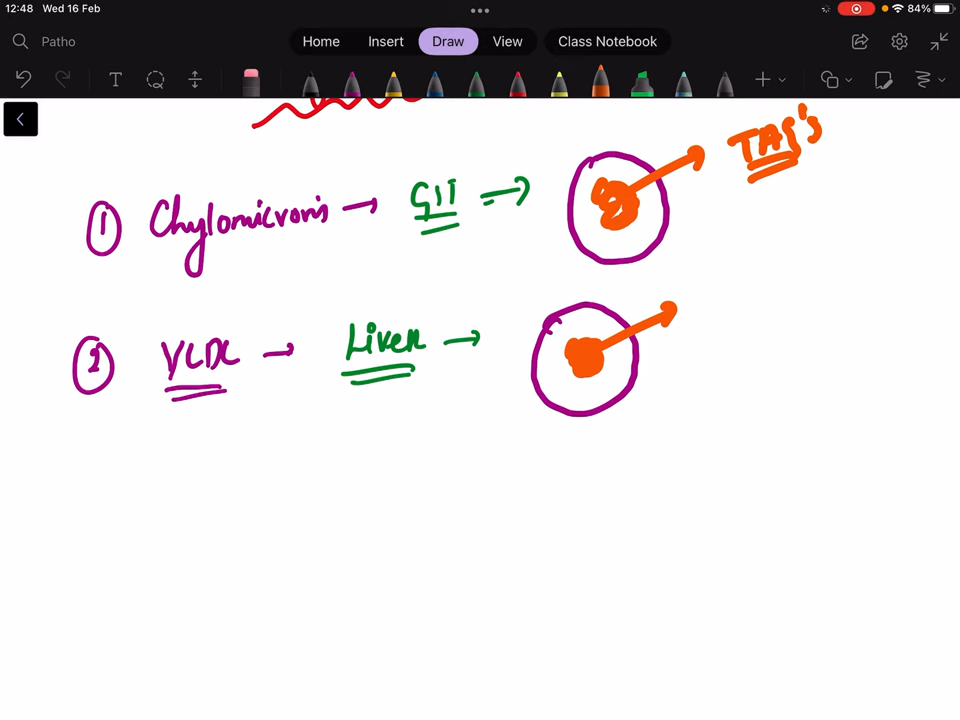 12:48 Wed 16 Feb
84%
Patho
Home Insert Draw View Class Notebook
T
TAG's
1 Chylomicrons → GIT →
2 VLDL → Liver →